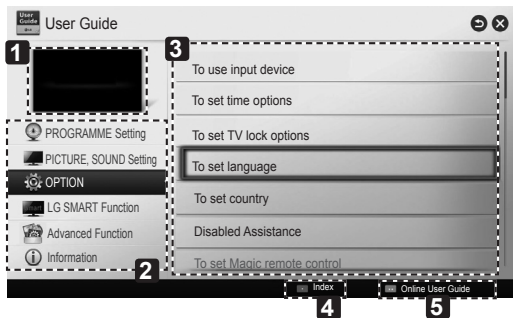 User Guide
User Guide
1
3
To use input device
To set time options
PROGRAMME Setting
To set TV lock options
PICTURE, SOUND Setting
To set language
OPTION
To set country
LG SMART Function
Advanced Function
Disabled Assistance
Information
2
To set Magic remote control
Index
Online User Guide
4
5